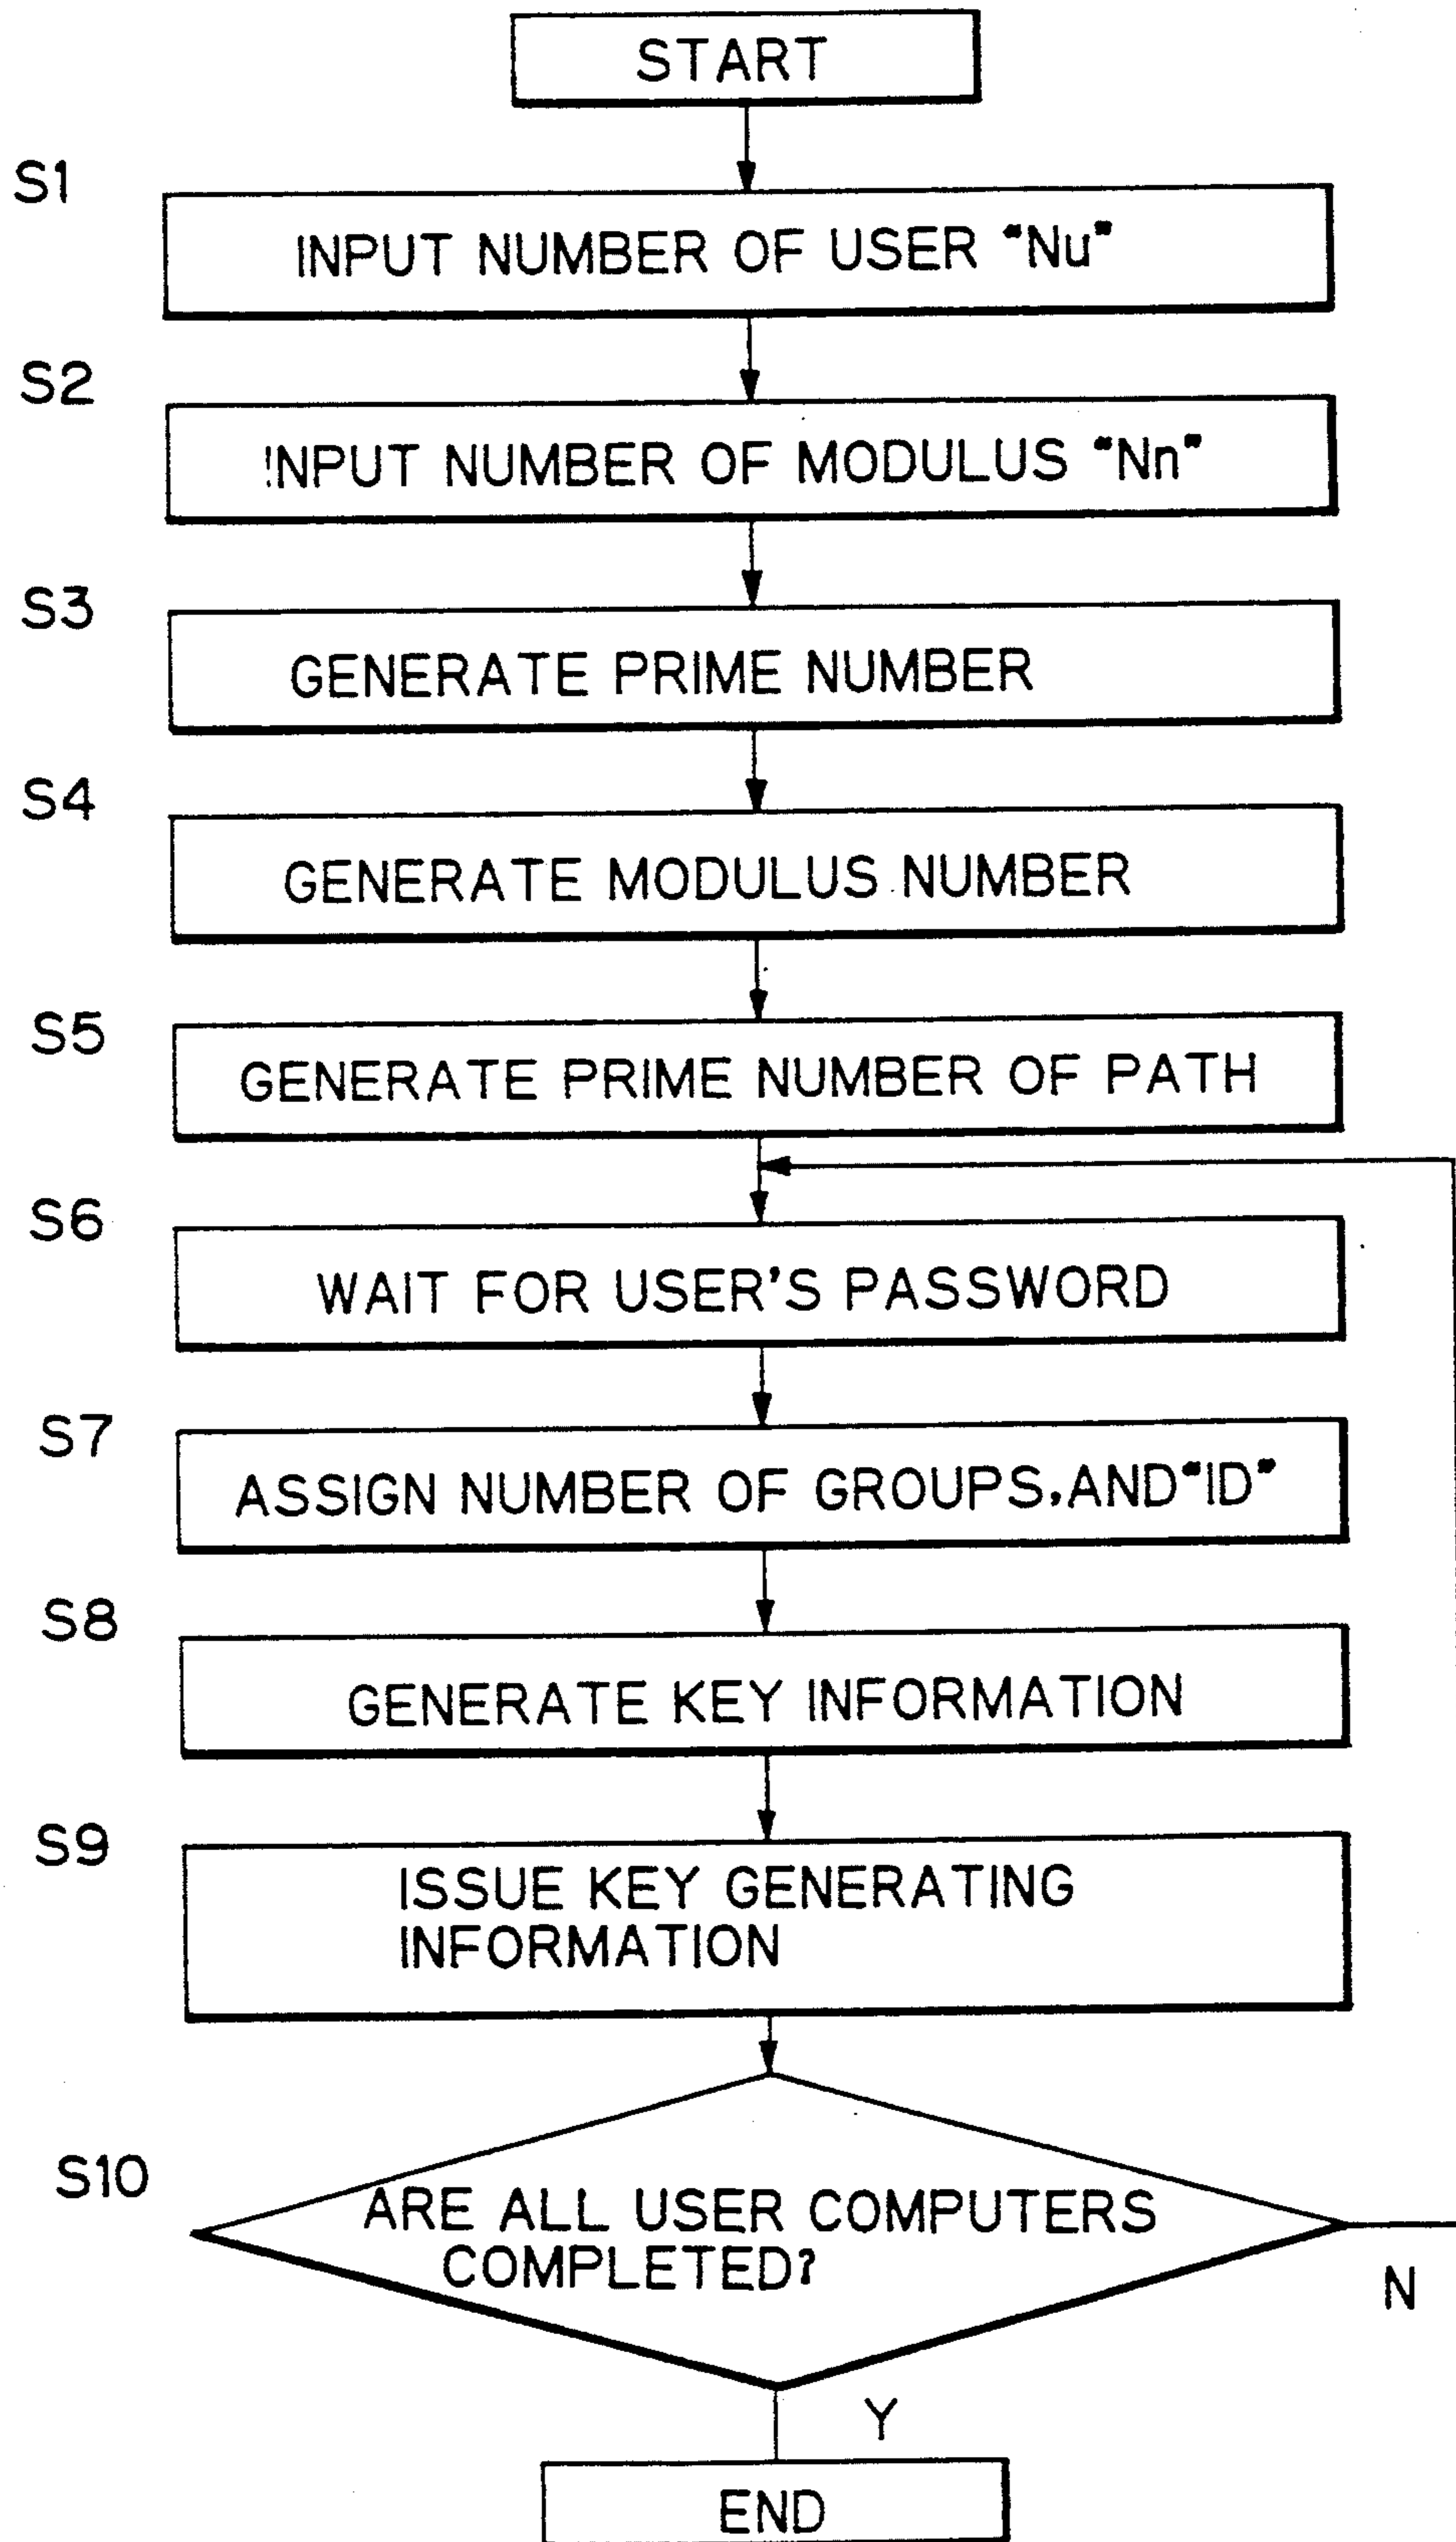 START
S1
INPUT NUMBER OF USER "Nu"
S2
INPUT NUMBER OF MODULUS "Nn"
S3
GENERATE PRIME NUMBER
S4
GENERATE MODULUS NUMBER
S5
GENERATE PRIME NUMBER OF PATH
S6
WAIT FOR USER'S PASSWORD
S7
ASSIGN NUMBER OF GROUPS, AND "ID"
S8
GENERATE KEY INFORMATION
S9
ISSUE KEY GENERATING
INFORMATION
S10
ARE ALL USER COMPUTERS
COMPLETED?
N
Y
END